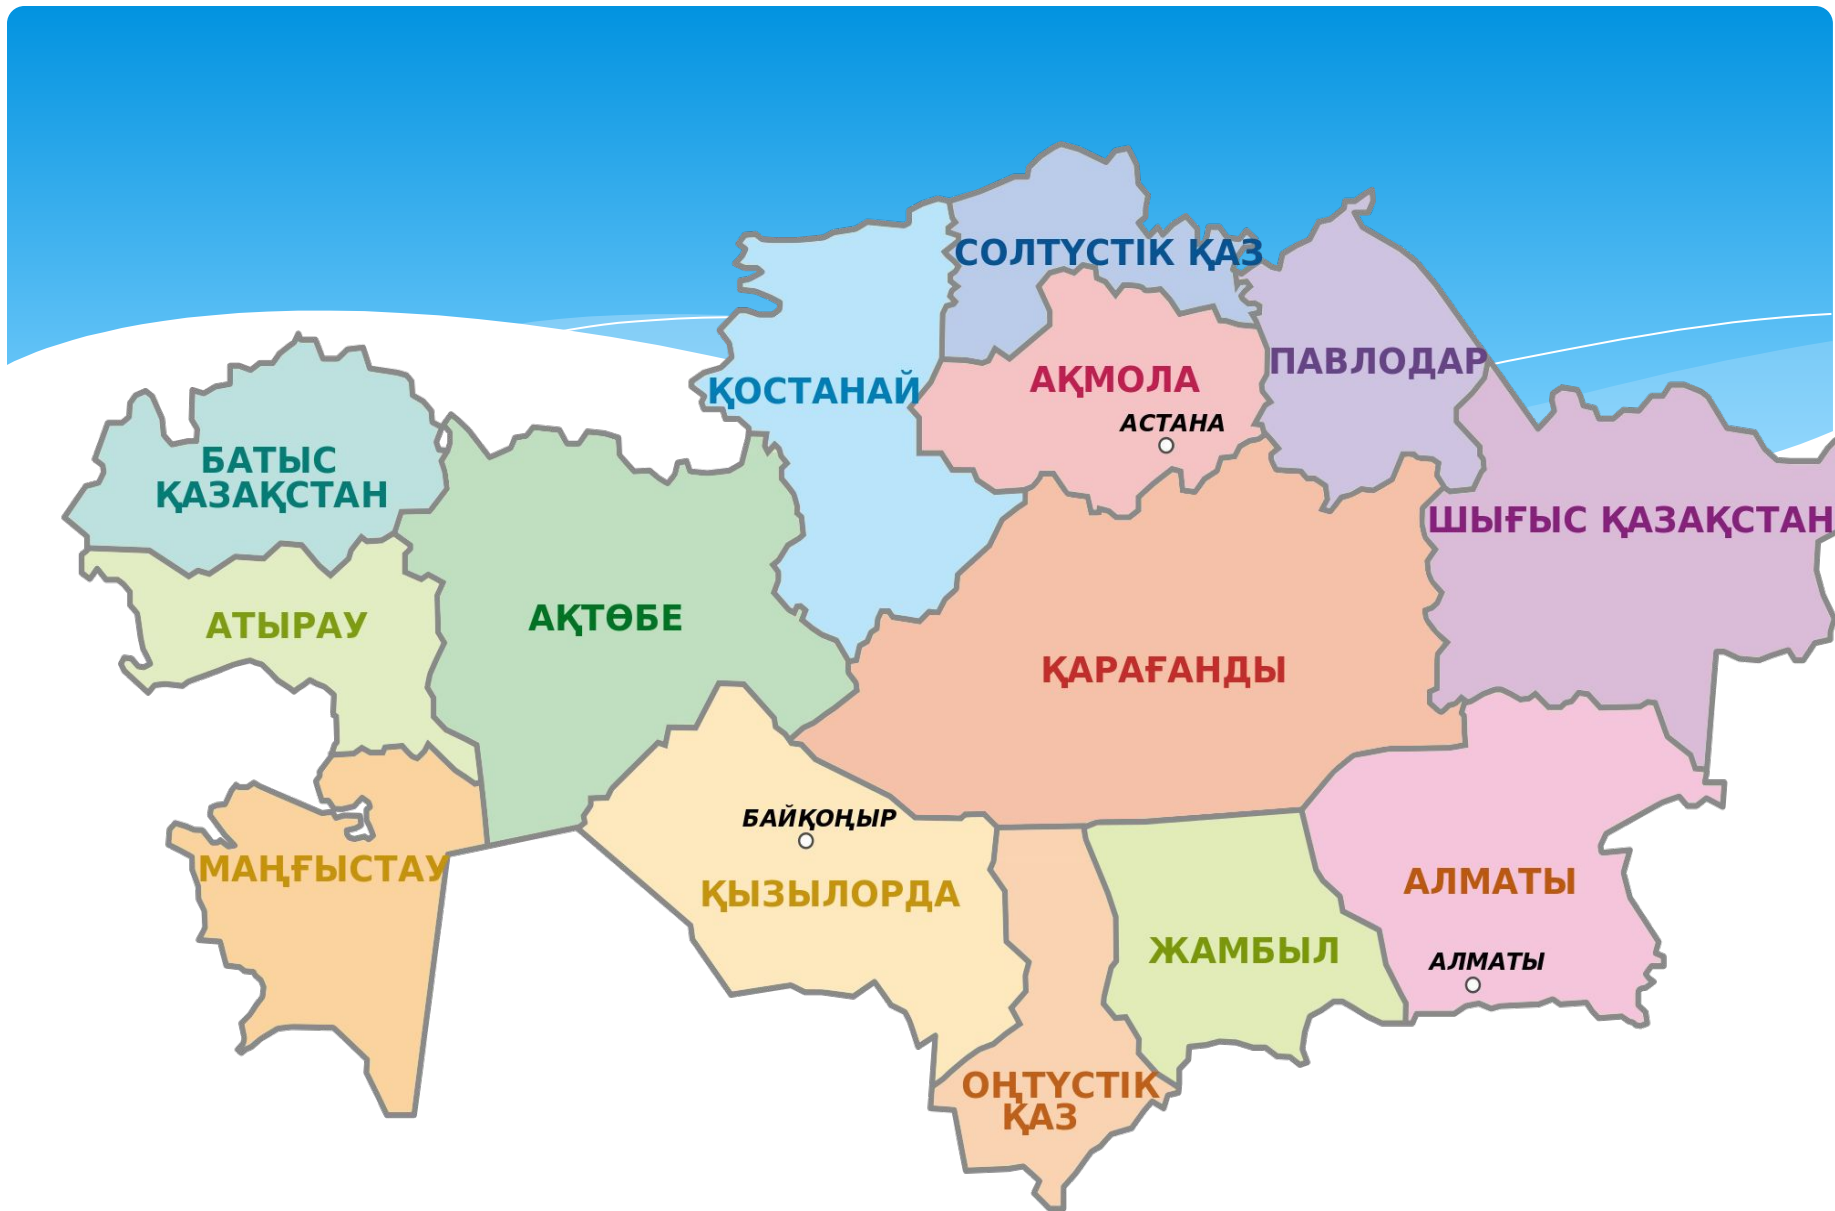 СОЛТҮСТІК ҚАЗ
ПАВЛОДАР
ҚОСТАНАЙ
АҚМОЛА
АСТАНА
БАТЫС
ҚАЗАҚСТАН
ШЫҒЫС ҚАЗАҚСТАН
АТЫРАУ
АҚТӨБЕ
ҚАРАҒАНДЫ
БАЙҚОҢЫР
МАҢҒЫСТАУ
ҚЫЗЫЛОРДА
АЛМАТЫ
ЖАМБЫЛ
АЛМАТЫ
ОҢТҮСТІК
ҚАЗ